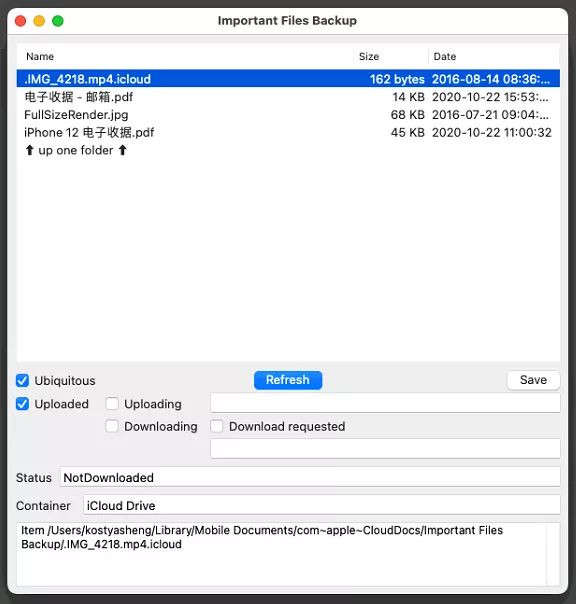 Important Files Backup
Name Size Date
.IMG_4218.mp4.icloud 162 bytes 2016-08-14 08:36:...
电子收据 - 邮箱.pdf 14 KB 2020-10-22 15:53:...
FullSizeRender.jpg 68 KB 2016-07-21 09:04:...
iPhone 12 电子收据.pdf 45 KB 2020-10-22 11:00:32
⬆ up one folder ⬆
Ubiquitous Refresh Save
Uploaded Uploading
Downloading Download requested
Status NotDownloaded
Container iCloud Drive
Item /Users/kostyasheng/Library/Mobile Documents/com~apple~CloudDocs/Important Files
Backup/.IMG_4218.mp4.icloud